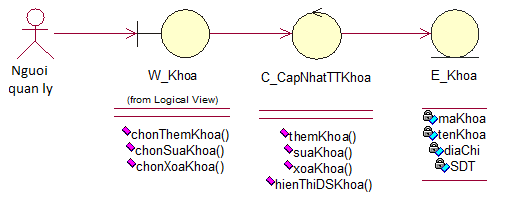 Nguoi
quan ly
W_Khoa
(from Logical View)
chonThemKhoa()
chonSuaKhoa()
chonXoaKhoa()
C_CapNhatTTKhoa
themKhoa()
suaKhoa()
xoaKhoa()
hienThiDSKhoa()
E_Khoa
maKhoa
tenKhoa
diaChi
SDT